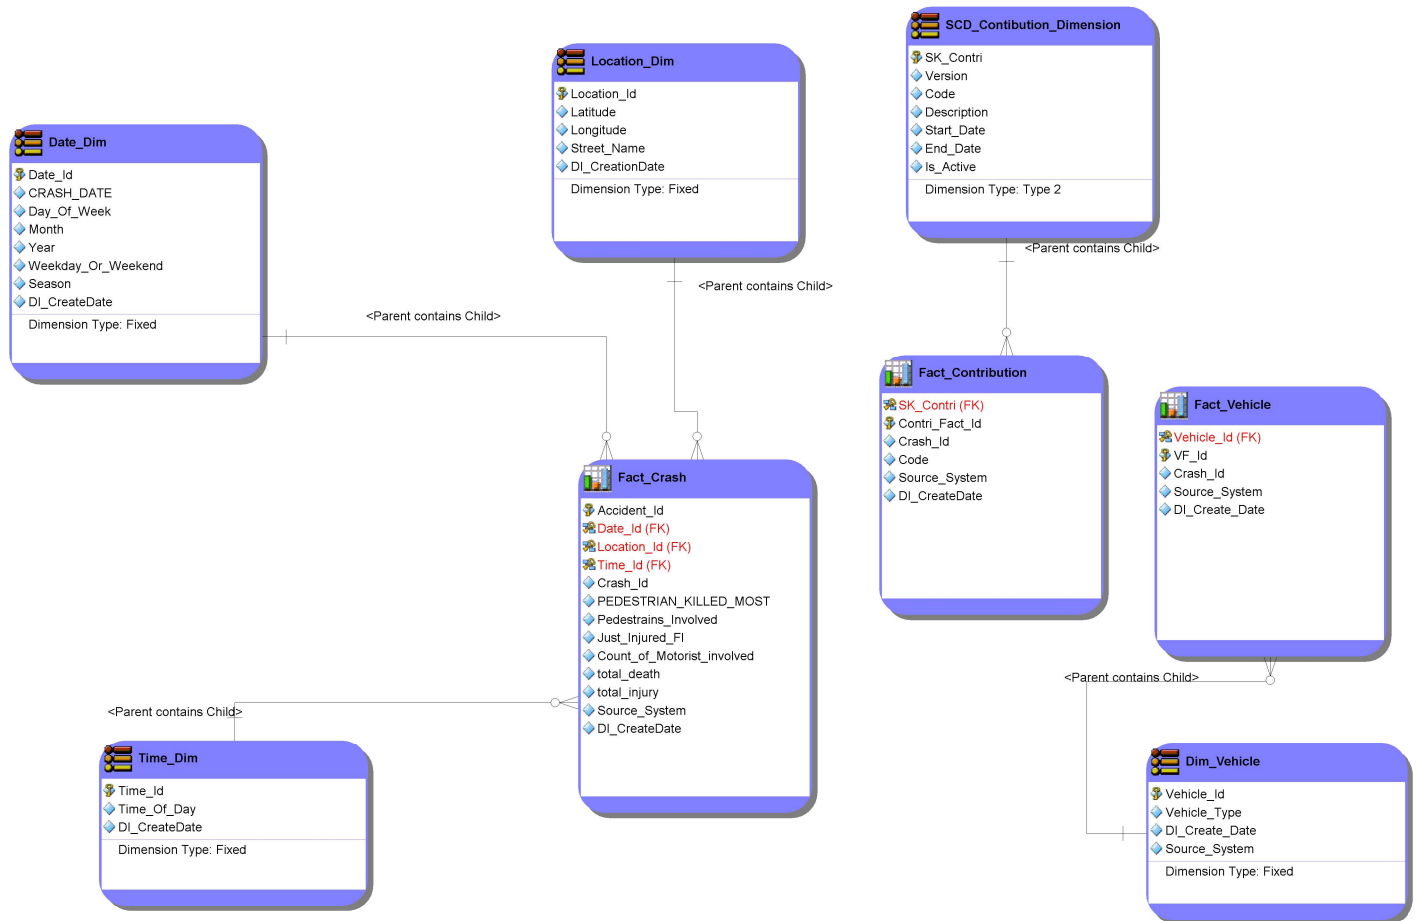 Date_Dim
Date_Id
CRASH_DATE
Day_Of_Week
Month
Year
Weekday_Or_Weekend
Season
DI_CreateDate
Dimension Type: Fixed
<Parent contains Child>
Location_Dim
Location_Id
Latitude
Longitude
Street_Name
DI_CreationDate
Dimension Type: Fixed
<Parent contains Child>
SCD_Contibution_Dimension
SK_Contri
Version
Code
Description
Start_Date
End_Date
Is_Active
Dimension Type: Type 2
<Parent contains Child>
Fact_Contribution
SK_Contri (FK)
Contri_Fact_Id
Crash_Id
Code
Source_System
DI_CreateDate
Fact_Vehicle
Vehicle_Id (FK)
VF_Id
Crash_Id
Source_System
DI_Create_Date
Fact_Crash
Accident_Id
Date_Id (FK)
Location_Id (FK)
Time_Id (FK)
Crash_Id
PEDESTRIAN_KILLED_MOST
Pedestrains_Involved
Just_Injured_Fl
Count_of_Motorist_involved
total_death
total_injury
Source_System
DI_CreateDate
<Parent contains Child>
Time_Dim
Time_Id
Time_Of_Day
DI_CreateDate
Dimension Type: Fixed
<Parent contains Child>
Dim_Vehicle
Vehicle_Id
Vehicle_Type
DI_Create_Date
Source_System
Dimension Type: Fixed